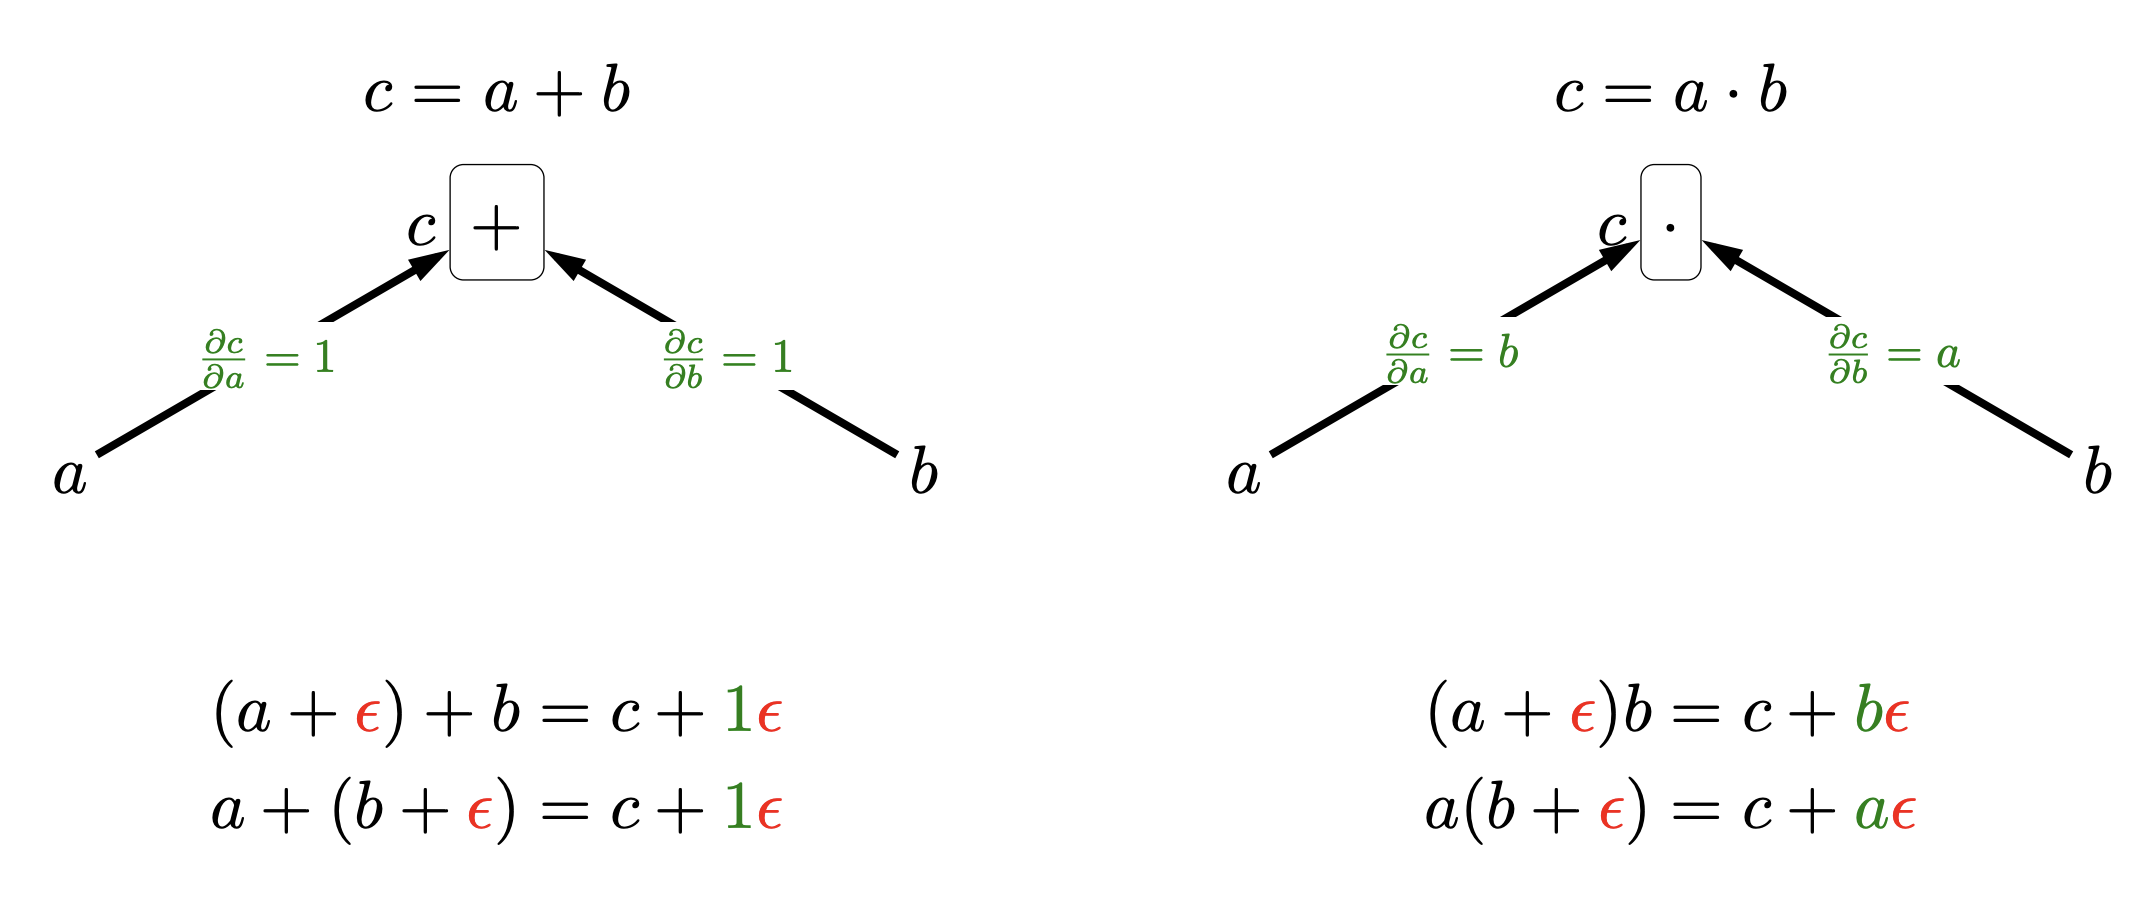 c = a + b
c +
∂c/∂a = 1
∂c/∂b = 1
a
b
(a + ϵ) + b = c + 1ϵ
a + (b + ϵ) = c + 1ϵ
c = a · b
c ·
∂c/∂a = b
∂c/∂b = a
a
b
(a + ϵ)b = c + bϵ
a(b + ϵ) = c + aϵ